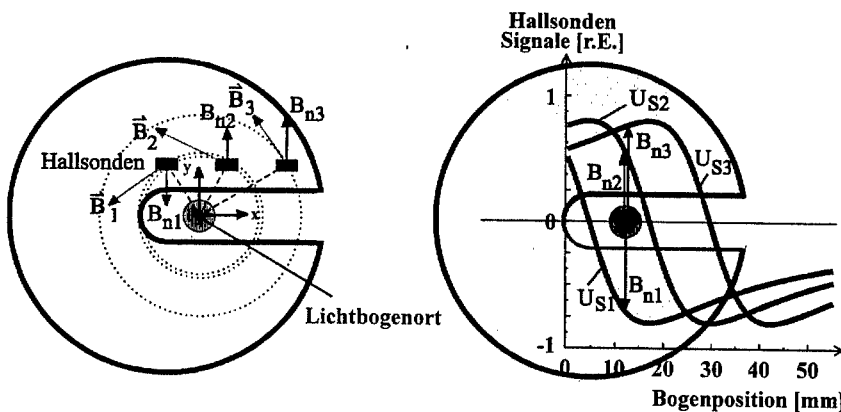 B⃗3
Bn3
B⃗2
Bn2
Hallsonden
y
x
B⃗1
Bn1
Lichtbogenort
Hallsonden
Signale [r.E.]
1
US2
Bn3
Bn2
US3
0
US1
Bn1
-1
0 10 20 30 40 50
Bogenposition [mm]